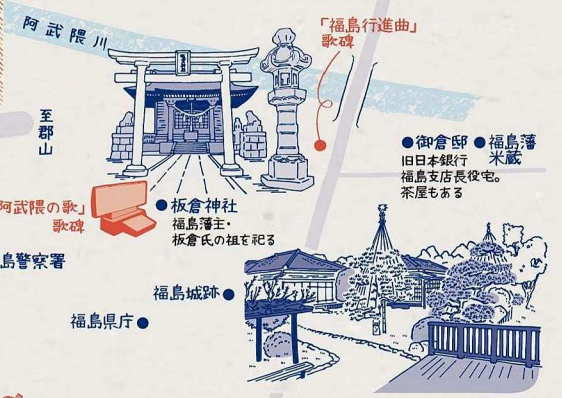 阿武隈川
「福島行進曲」
歌碑
至郡山
●御倉邸
旧日本銀行
福島支店長役宅。
茶屋もある
●福島藩
米蔵
阿武隈の歌」
歌碑
●板倉神社
福島藩主・
板倉氏の祖を祀る
島警察署
福島城跡●
福島県庁●